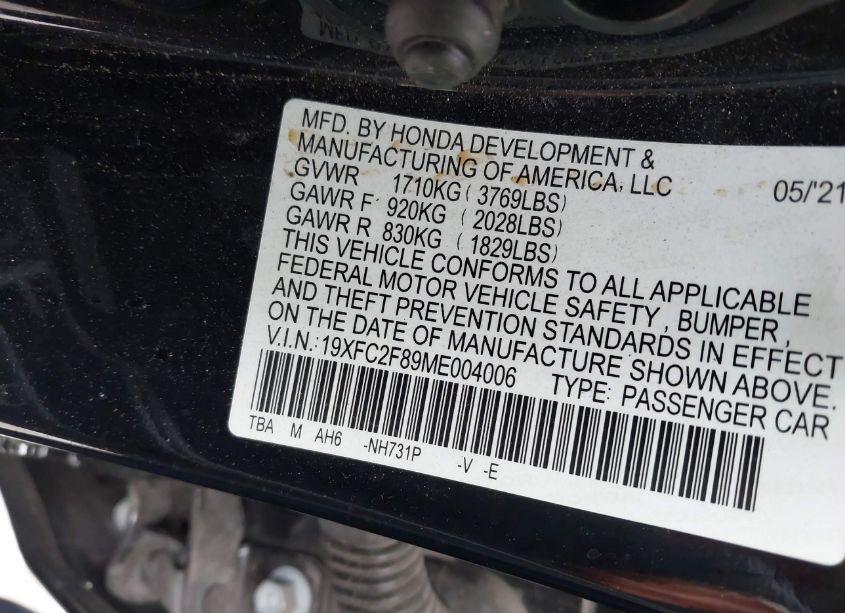 MFD. BY HONDA DEVELOPMENT &
MANUFACTURING OF AMERICA, LLC 05/'21
GVWR 1710KG ( 3769LBS)
GAWR F 920KG ( 2028LBS)
GAWR R 830KG ( 1829LBS)
THIS VEHICLE CONFORMS TO ALL APPLICABLE
FEDERAL MOTOR VEHICLE SAFETY , BUMPER ,
AND THEFT PREVENTION STANDARDS IN EFFECT
ON THE DATE OF MANUFACTURE SHOWN ABOVE.
V.I.N.: 19XFC2F89ME004006 TYPE: PASSENGER CAR
TBA M AH6 -NH731P -V -E